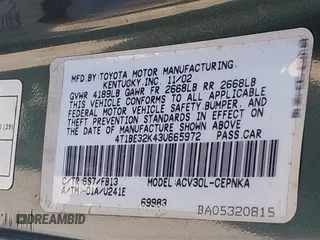 MFD.BY:TOYOTA MOTOR MANUFACTURING,
KENTUCKY,INC. 11/02
GVWR 4189LB GAWR FR 2668LB RR 2668LB
THIS VEHICLE CONFORMS TO ALL APPLICABLE
FEDERAL MOTOR VEHICLE SAFETY,BUMPER, AND
THEFT PREVENTION STANDARDS IN EFFECT ON
THE DATE OF MANUFACTURE SHOWN ABOVE.
4T1BE32K43U665972 PASS.CAR
C/TR:6S7/FB13 MODEL:ACV30L-CEPNKA
A/TM:-01A/U241E
69983
BA05320815
(29)
DREAMBID